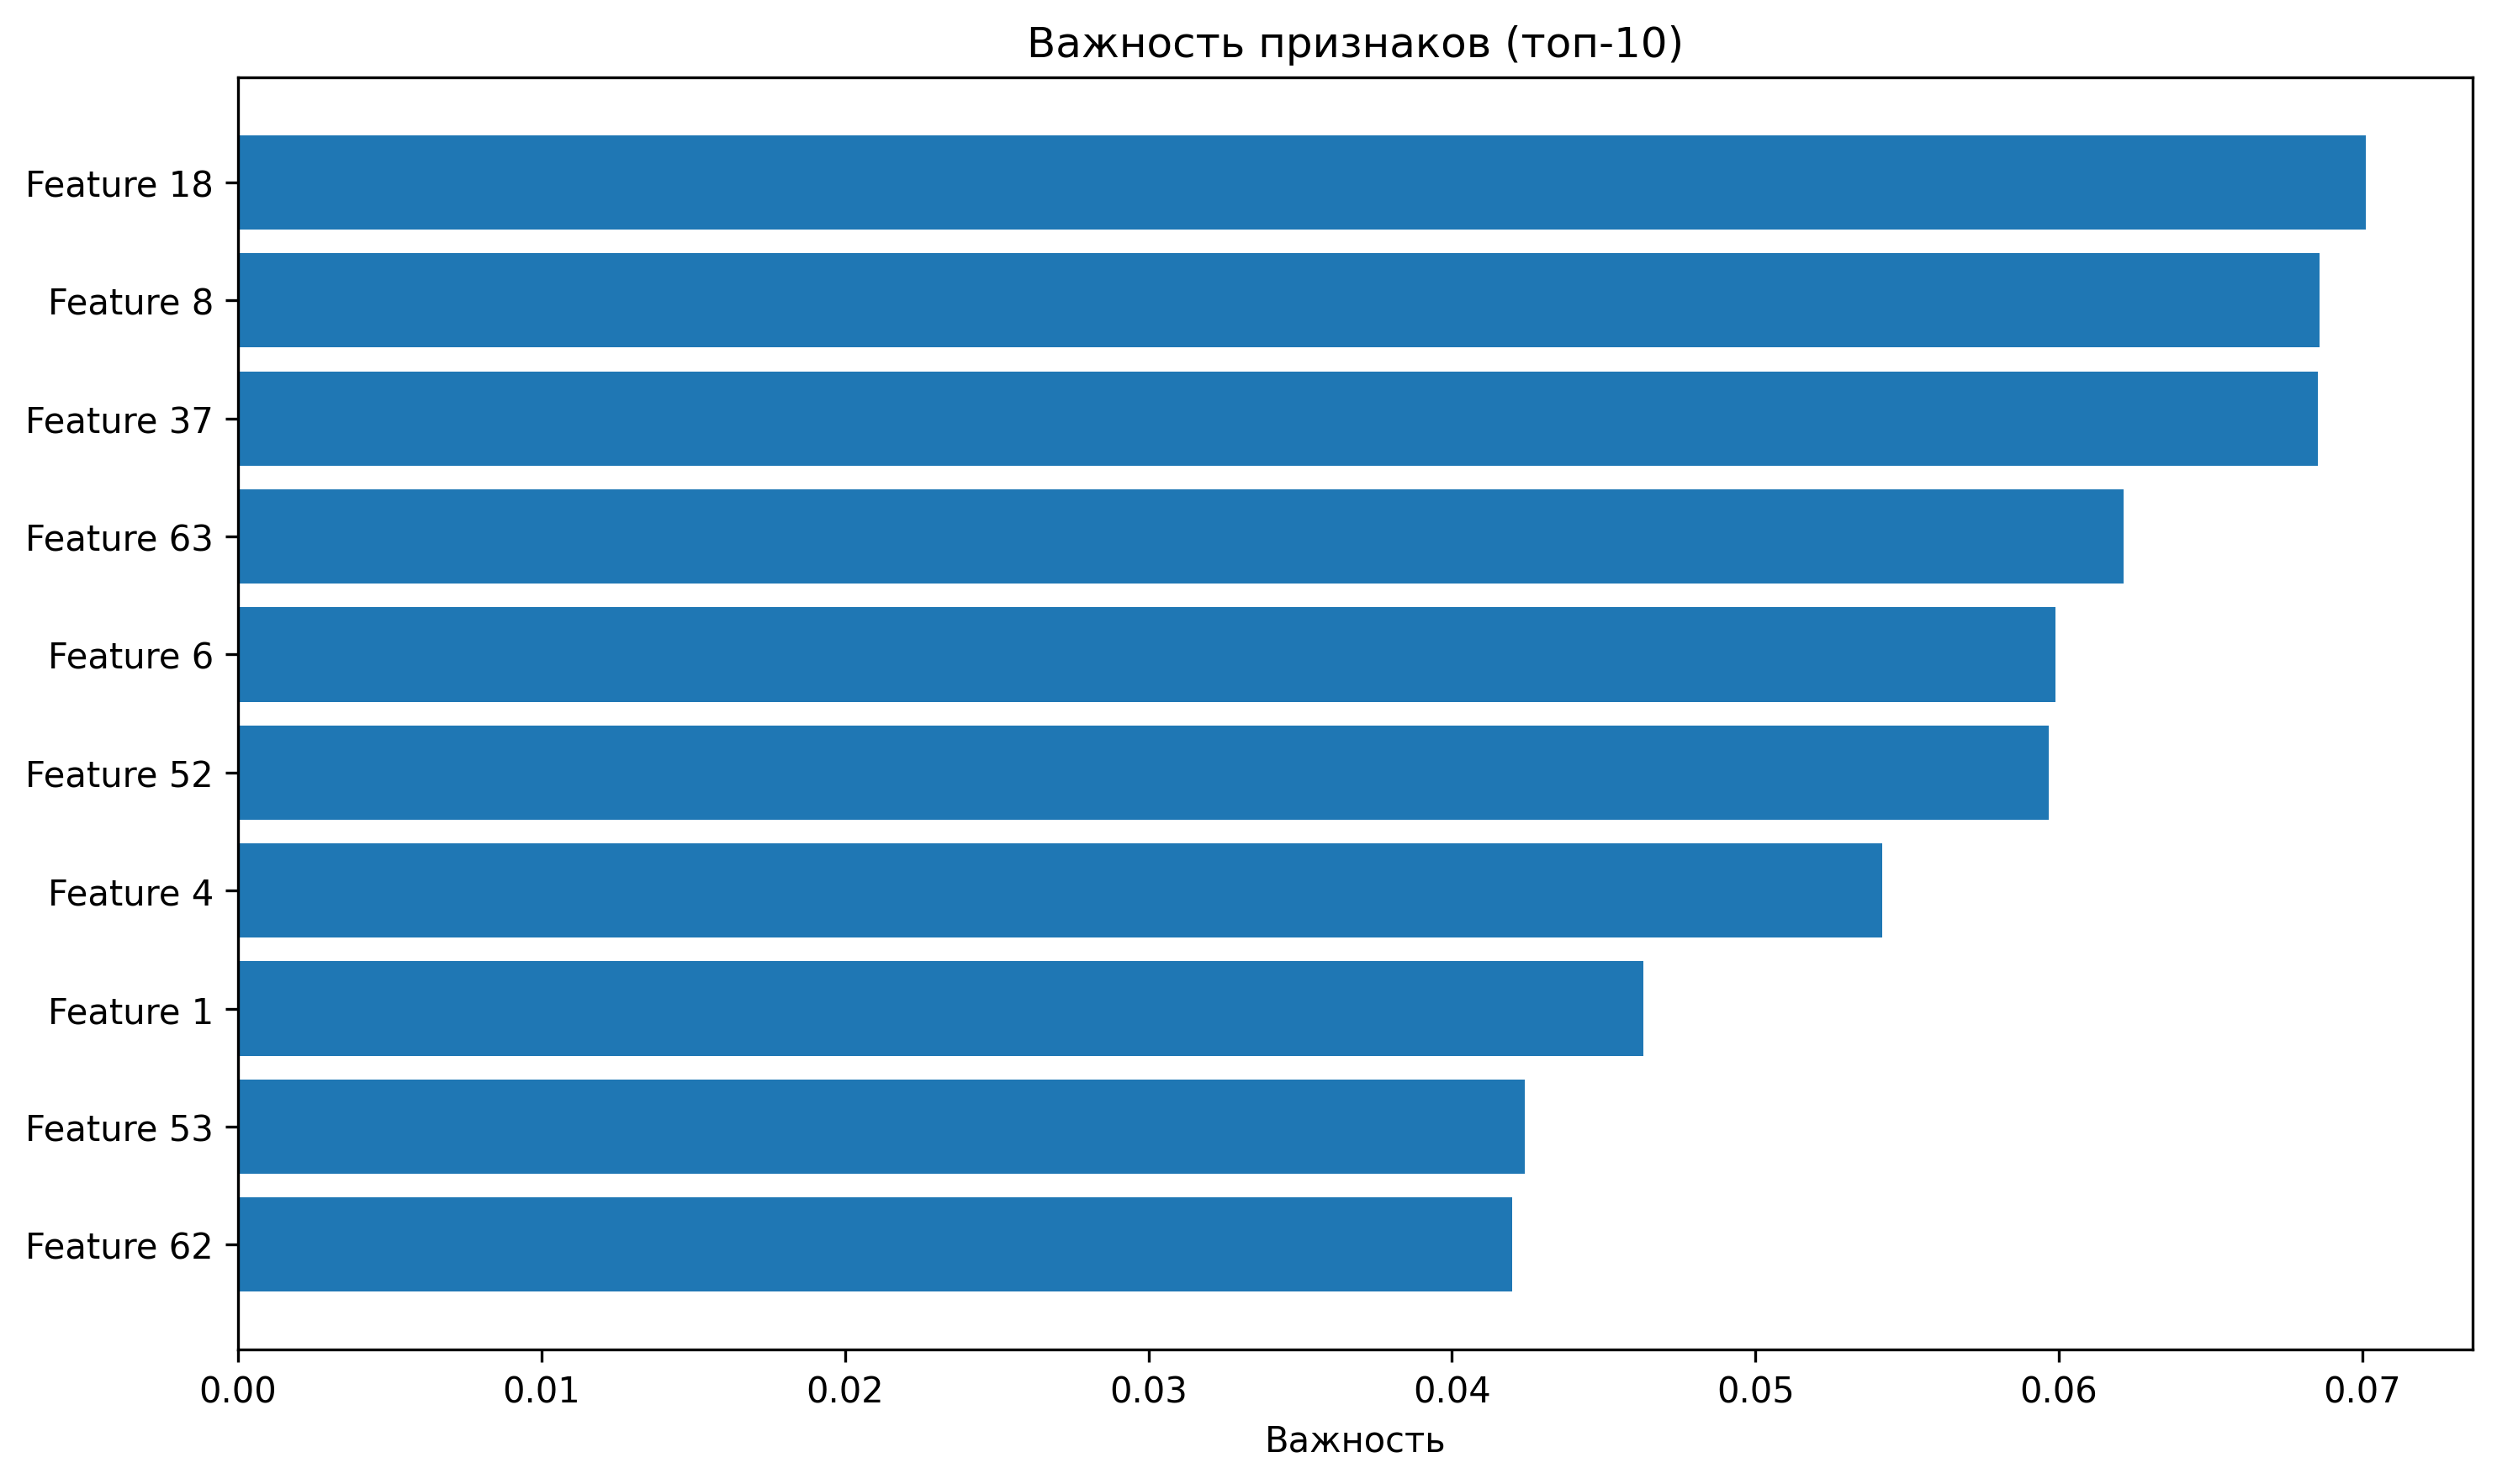 Важность признаков (топ-10)
Feature 18
Feature 8
Feature 37
Feature 63
Feature 6
Feature 52
Feature 4
Feature 1
Feature 53
Feature 62
0.00 0.01 0.02 0.03 0.04 0.05 0.06 0.07
Важность